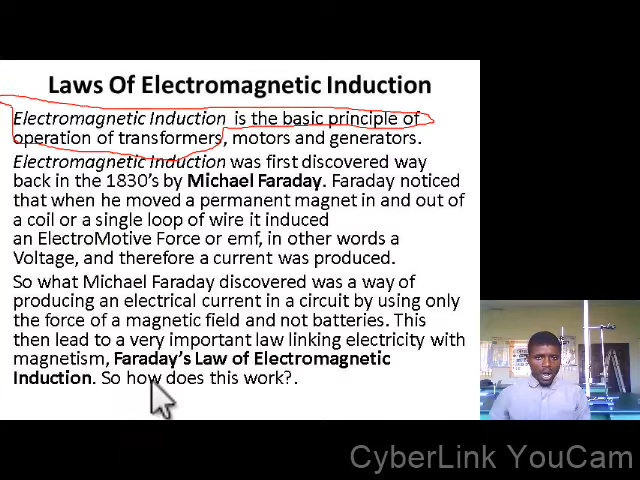 Laws Of Electromagnetic Induction
Electromagnetic Induction is the basic principle of
operation of transformers, motors and generators.
Electromagnetic Induction was first discovered way
back in the 1830's by Michael Faraday. Faraday noticed
that when he moved a permanent magnet in and out of
a coil or a single loop of wire it induced
an ElectroMotive Force or emf, in other words a
Voltage, and therefore a current was produced.
So what Michael Faraday discovered was a way of
producing an electrical current in a circuit by using only
the force of a magnetic field and not batteries. This
then lead to a very important law linking electricity with
magnetism, Faraday's Law of Electromagnetic
Induction. So how does this work?.
CyberLink YouCam